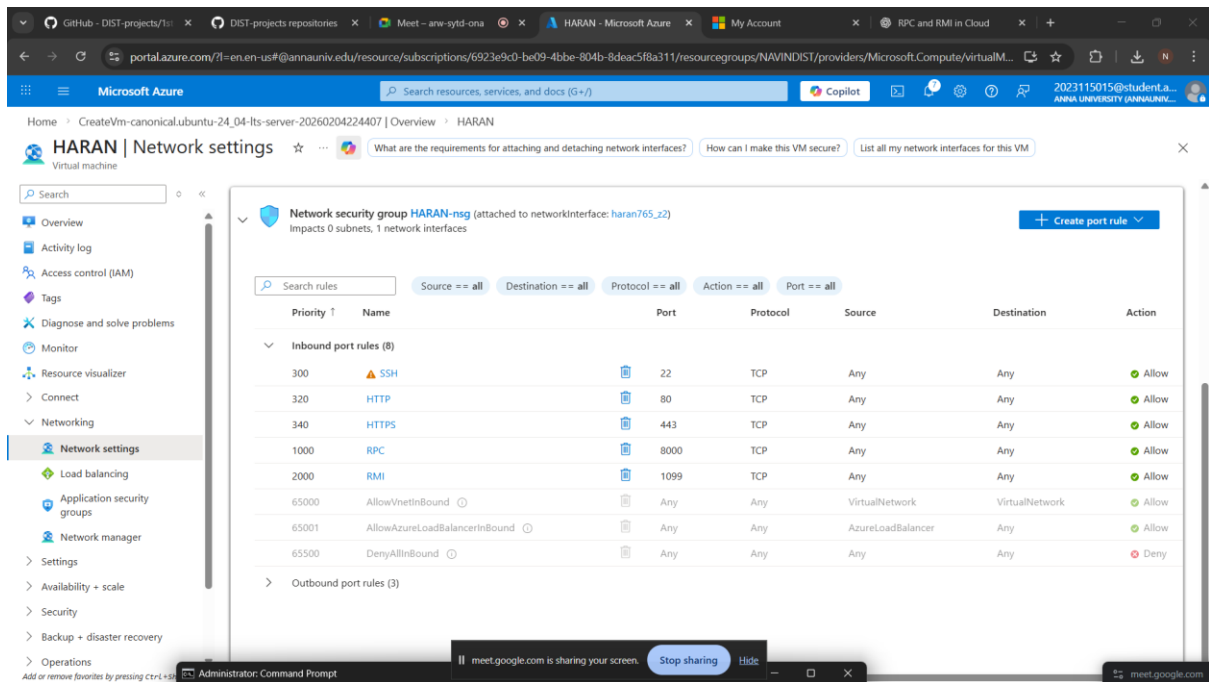 GitHub - DIST-projects/1st
DIST-projects repositories
Meet – arw-sytd-ona
HARAN - Microsoft Azure
My Account
RPC and RMI in Cloud
portal.azure.com/?l=en.en-us#@annauniv.edu/resource/subscriptions/6923e9c0-be09-4bbe-804b-8deac5f8a311/resourcegroups/NAVINDIST/providers/Microsoft.Compute/virtualM...
N
Microsoft Azure
Search resources, services, and docs (G+/)
Copilot
2023115015@student.a...
ANNA UNIVERSITY (ANNAUNIV....
Home > CreateVm-canonical.ubuntu-24_04-lts-server-20260204224407 | Overview > HARAN
HARAN | Network settings
Virtual machine
What are the requirements for attaching and detaching network interfaces?
How can I make this VM secure?
List all my network interfaces for this VM
Search
Overview
Activity log
Access control (IAM)
Tags
Diagnose and solve problems
Monitor
Resource visualizer
Connect
Networking
Network settings
Load balancing
Application security groups
Network manager
Settings
Availability + scale
Security
Backup + disaster recovery
Operations
Add or remove favorites by pressing Ctrl+Sh
Network security group HARAN-nsg (attached to networkInterface: haran765_z2)
Impacts 0 subnets, 1 network interfaces
+ Create port rule
Search rules
Source == all
Destination == all
Protocol == all
Action == all
Port == all
Priority ↑ Name Port Protocol Source Destination Action
Inbound port rules (8)
300 SSH 22 TCP Any Any Allow
320 HTTP 80 TCP Any Any Allow
340 HTTPS 443 TCP Any Any Allow
1000 RPC 8000 TCP Any Any Allow
2000 RMI 1099 TCP Any Any Allow
65000 AllowVnetInBound Any Any VirtualNetwork VirtualNetwork Allow
65001 AllowAzureLoadBalancerInBound Any Any AzureLoadBalancer Any Allow
65500 DenyAllInBound Any Any Any Any Deny
Outbound port rules (3)
meet.google.com is sharing your screen.
Stop sharing
Hide
Administrator: Command Prompt
meet.google.com